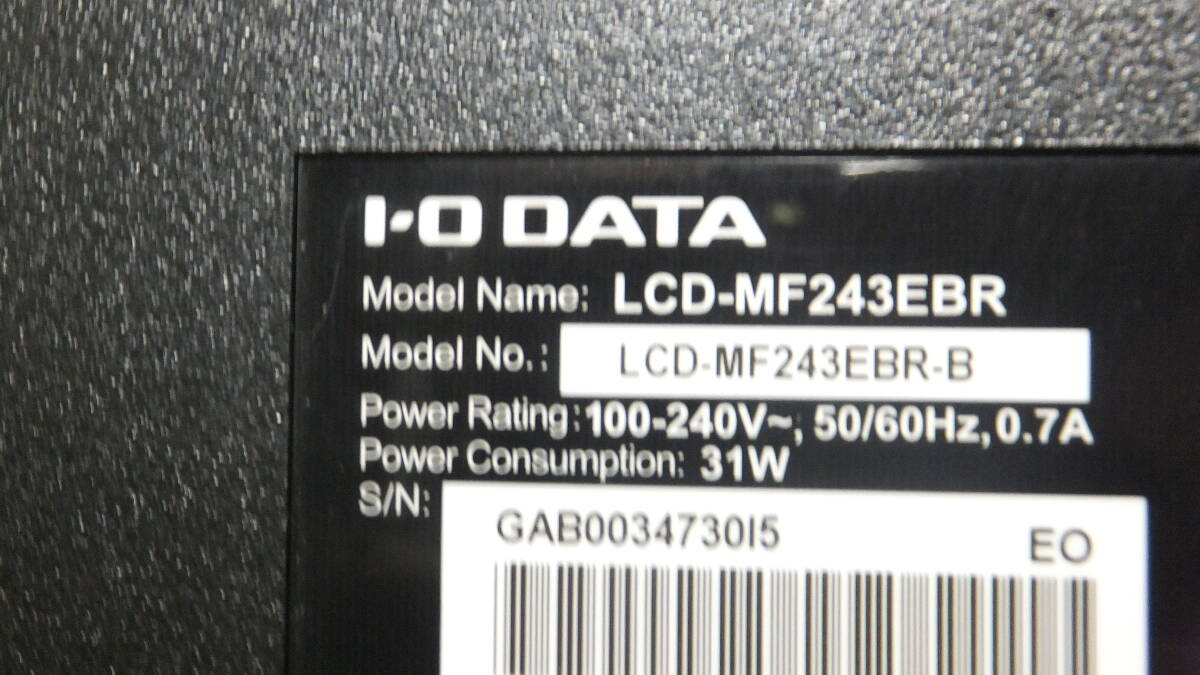 I-O DATA
Model Name: LCD-MF243EBR
Model No.: LCD-MF243EBR-B
Power Rating:100-240V~, 50/60Hz,0.7A
Power Consumption: 31W
S/N:
GAB0034730I5 EO